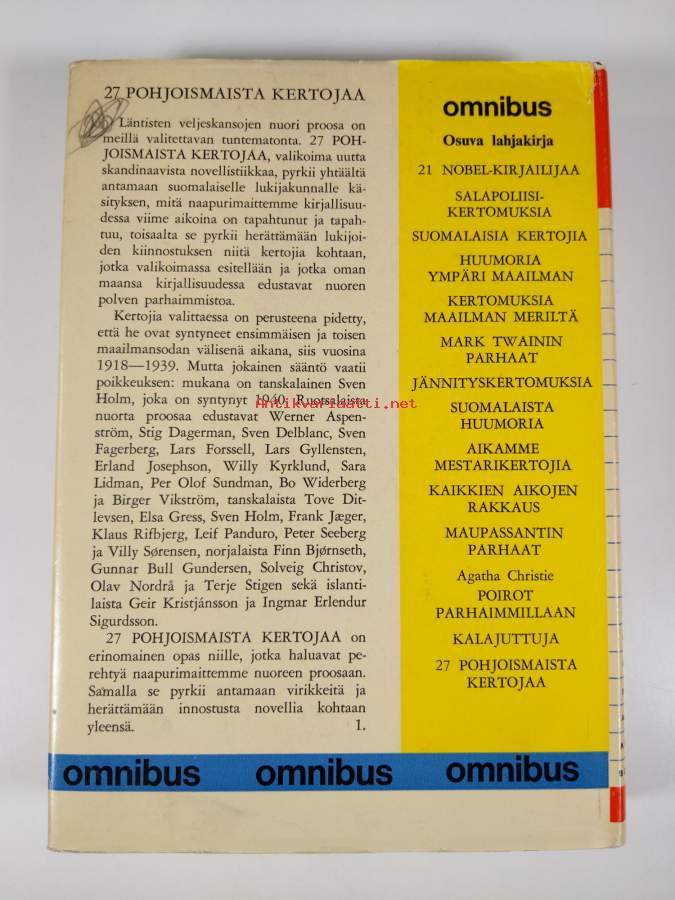 27 POHJOISMAISTA KERTOJAA
Läntisten veljeskansojen nuori proosa on
meillä valitettavan tuntematonta. 27 POH-
JOISMAISTA KERTOJAA, valikoima uutta
skandinaavista novellistiikkaa, pyrkii yhtäältä
antamaan suomalaiselle lukijakunnalle kä-
sityksen, mitä naapurimaittemme kirjallisuu-
dessa viime aikoina on tapahtunut ja tapah-
tuu, toisaalta se pyrkii herättämään lukijoi-
den kiinnostuksen niitä kertojia kohtaan,
jotka valikoimassa esitellään ja jotka oman
maansa kirjallisuudessa edustavat nuoren
polven parhaimmistoa.
Kertojia valittaessa on perusteena pidetty,
että he ovat syntyneet ensimmäisen ja toisen
maailmansodan välisenä aikana, siis vuosina
1918—1939. Mutta jokainen sääntö vaatii
poikkeuksen: mukana on tanskalainen Sven
Holm, joka on syntynyt 1940. Ruotsalaista
nuorta proosaa edustavat Werner Aspen-
ström, Stig Dagerman, Sven Delblanc, Sven
Fagerberg, Lars Forssell, Lars Gyllensten,
Erland Josephson, Willy Kyrklund, Sara
Lidman, Per Olof Sundman, Bo Widerberg
ja Birger Vikström, tanskalaista Tove Dit-
levsen, Elsa Gress, Sven Holm, Frank Jæger,
Klaus Rifbjerg, Leif Panduro, Peter Seeberg
ja Villy Sørensen, norjalaista Finn Bjørnseth,
Gunnar Bull Gundersen, Solveig Christov,
Olav Nordrå ja Terje Stigen sekä islanti-
laista Geir Kristjánsson ja Ingmar Erlendur
Sigurdsson.
27 POHJOISMAISTA KERTOJAA on
erinomainen opas niille, jotka haluavat pe-
rehtyä naapurimaittemme nuoreen proosaan.
Samalla se pyrkii antamaan virikkeitä ja
herättämään innostusta novellia kohtaan
yleensä. 1.
omnibus
Osuva lahjakirja
21 NOBEL-KIRJAILIJAA
SALAPOLIISI-
KERTOMUKSIA
SUOMALAISIA KERTOJIA
HUUMORIA
YMPÄRI MAAILMAN
KERTOMUKSIA
MAAILMAN MERILTÄ
MARK TWAININ
PARHAAT
JÄNNITYSKERTOMUKSIA
SUOMALAISTA
HUUMORIA
AIKAMME
MESTARIKERTOJIA
KAIKKIEN AIKOJEN
RAKKAUS
MAUPASSANTIN
PARHAAT
Agatha Christie
POIROT
PARHAIMMILLAAN
KALAJUTTUJA
27 POHJOISMAISTA
KERTOJAA
omnibus omnibus omnibus
Antikvariaatti.net